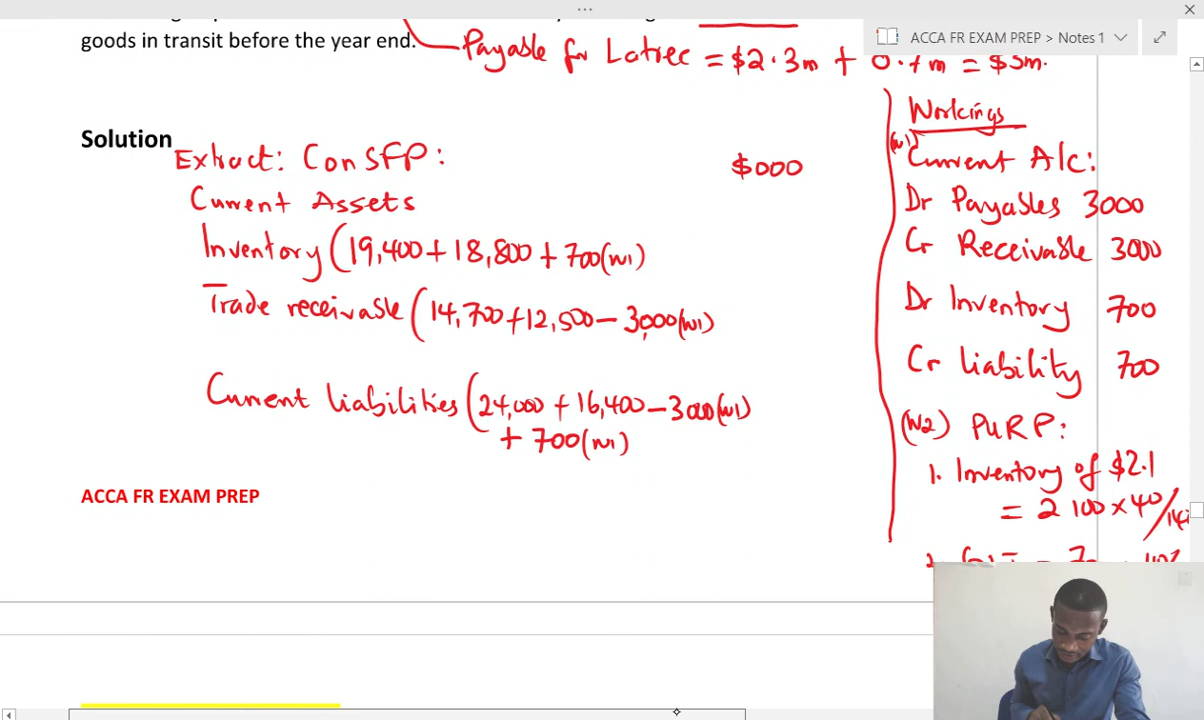 ACCA FR EXAM PREP > Notes 1
goods in transit before the year end.
Payable for Latrec = $2.3m + 0.7m = $3m.
Solution
Extract: Con SFP:
$000
Current Assets
Inventory (19,400 + 18,800 + 700(W1)
Trade receivable (14,700 + 12,500 - 3,000(W1)
Current liabilities (24,000 + 16,400 - 3000(W1)
+ 700(W1)
ACCA FR EXAM PREP
Workings
(W1)
Current A/c:
Dr Payables 3000
Cr Receivable 3000
Dr Inventory 700
Cr liability 700
(W2) PURP:
1. Inventory of $2.1
= 2 100 × 40/140
2.